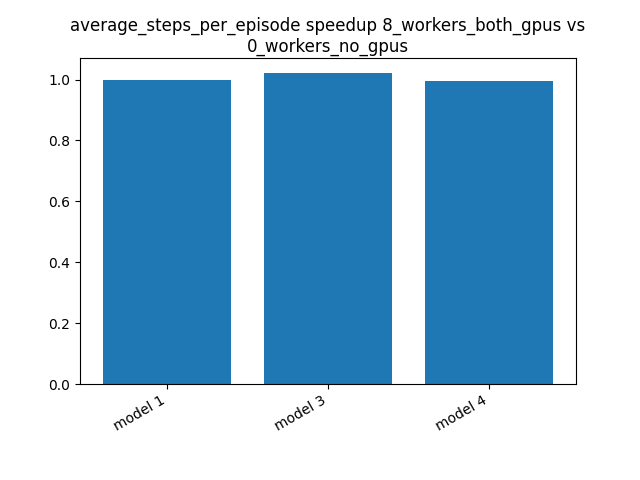 average_steps_per_episode speedup 8_workers_both_gpus vs
0_workers_no_gpus
1.0
0.8
0.6
0.4
0.2
0.0
model 1
model 3
model 4